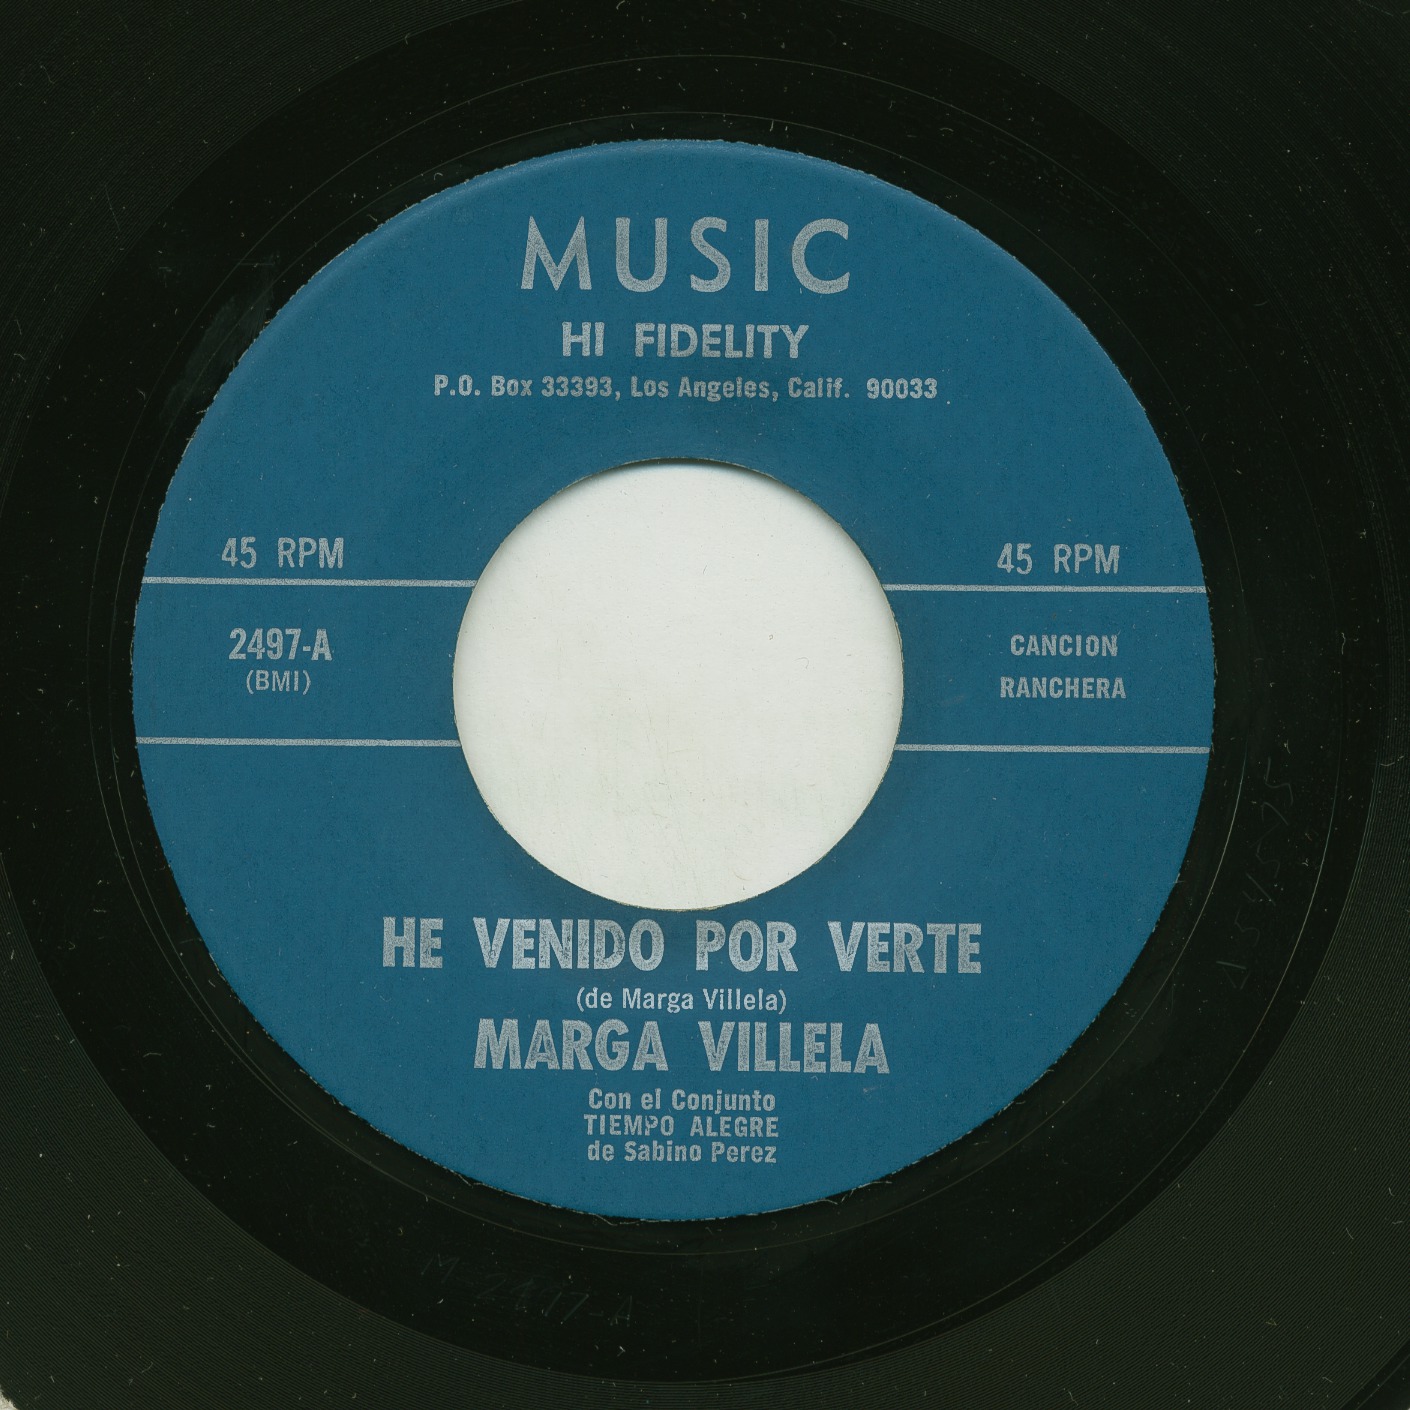 MUSIC
HI FIDELITY
P.O. Box 33393, Los Angeles, Calif. 90033
45 RPM
45 RPM
2497-A
(BMI)
CANCION
RANCHERA
HE VENIDO POR VERTE
(de Marga Villela)
MARGA VILLELA
Con el Conjunto
TIEMPO ALEGRE
de Sabino Perez